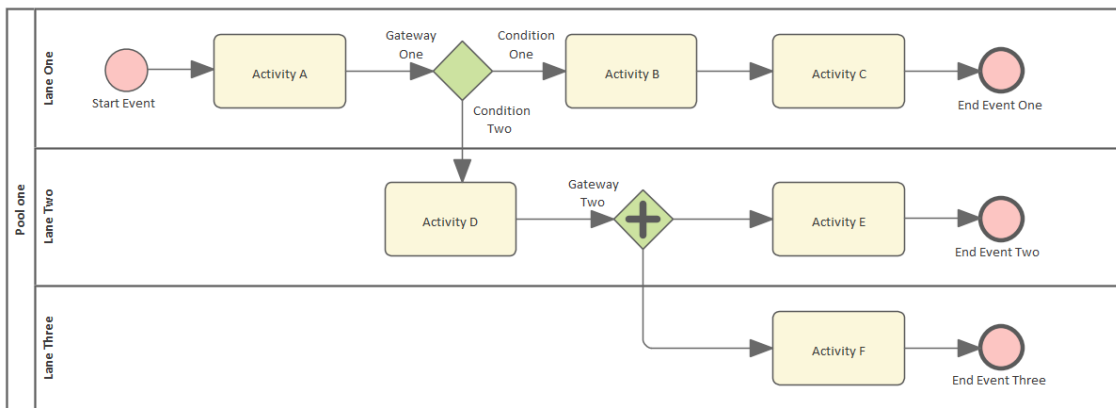 Pool one
Lane One
Start Event
Activity A
Gateway
One
Condition
One
Condition
Two
Activity B
Activity C
End Event One
Lane Two
Activity D
Gateway
Two
Activity E
End Event Two
Lane Three
Activity F
End Event Three